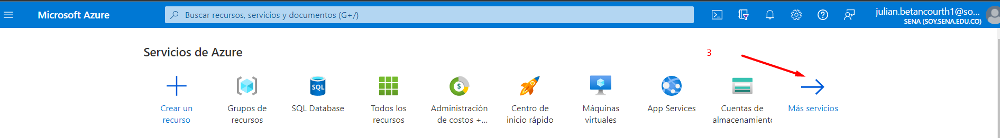 Microsoft Azure
Buscar recursos, servicios y documentos (G+/)
julian.betancourth1@so...
SENA (SOY.SENA.EDU.CO)
Servicios de Azure
3
SQL
$
Crear un
recurso
Grupos de
recursos
SQL Database
Todos los
recursos
Administración
de costos +...
Centro de
inicio rápido
Máquinas
virtuales
App Services
Cuentas de
almacenamiento
Más servicios